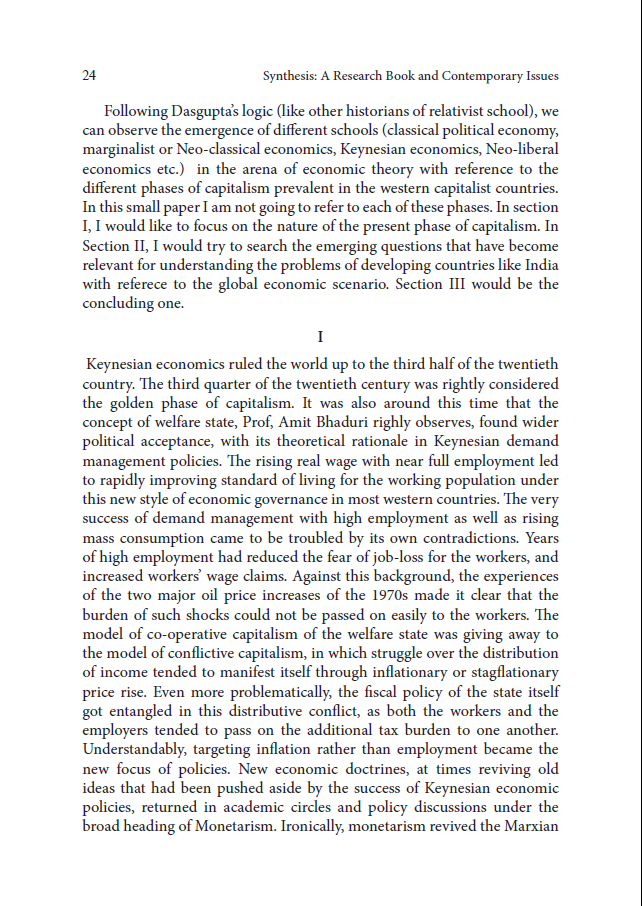 24
Synthesis: A Research Book and Contemporary Issues
Following Dasgupta's logic (like other historians of relativist school), we
can observe the emergence of different schools (classical political economy,
marginalist or Neo-classical economics, Keynesian economics, Neo-liberal
economics etc.) in the arena of economic theory with reference to the
different phases of capitalism prevalent in the western capitalist countries.
In this small paper I am not going to refer to each of these phases. In section
I, I would like to focus on the nature of the present phase of capitalism. In
Section II, I would try to search the emerging questions that have become
relevant for understanding the problems of developing countries like India
with referece to the global economic scenario. Section III would be the
concluding one.
I
Keynesian economics ruled the world up to the third half of the twentieth
country. The third quarter of the twentieth century was rightly considered
the golden phase of capitalism. It was also around this time that the
concept of welfare state, Prof, Amit Bhaduri righly observes, found wider
political acceptance, with its theoretical rationale in Keynesian demand
management policies. The rising real wage with near full employment led
to rapidly improving standard of living for the working population under
this new style of economic governance in most western countries. The very
success of demand management with high employment as well as rising
mass consumption came to be troubled by its own contradictions. Years
of high employment had reduced the fear of job-loss for the workers, and
increased workers' wage claims. Against this background, the experiences
of the two major oil price increases of the 1970s made it clear that the
burden of such shocks could not be passed on easily to the workers. The
model of co-operative capitalism of the welfare state was giving away to
the model of conflictive capitalism, in which struggle over the distribution
of income tended to manifest itself through inflationary or stagflationary
price rise. Even more problematically, the fiscal policy of the state itself
got entangled in this distributive conflict, as both the workers and the
employers tended to pass on the additional tax burden to one another.
Understandably, targeting inflation rather than employment became the
new focus of policies. New economic doctrines, at times reviving old
ideas that had been pushed aside by the success of Keynesian economic
policies, returned in academic circles and policy discussions under the
broad heading of Monetarism. Ironically, monetarism revived the Marxian